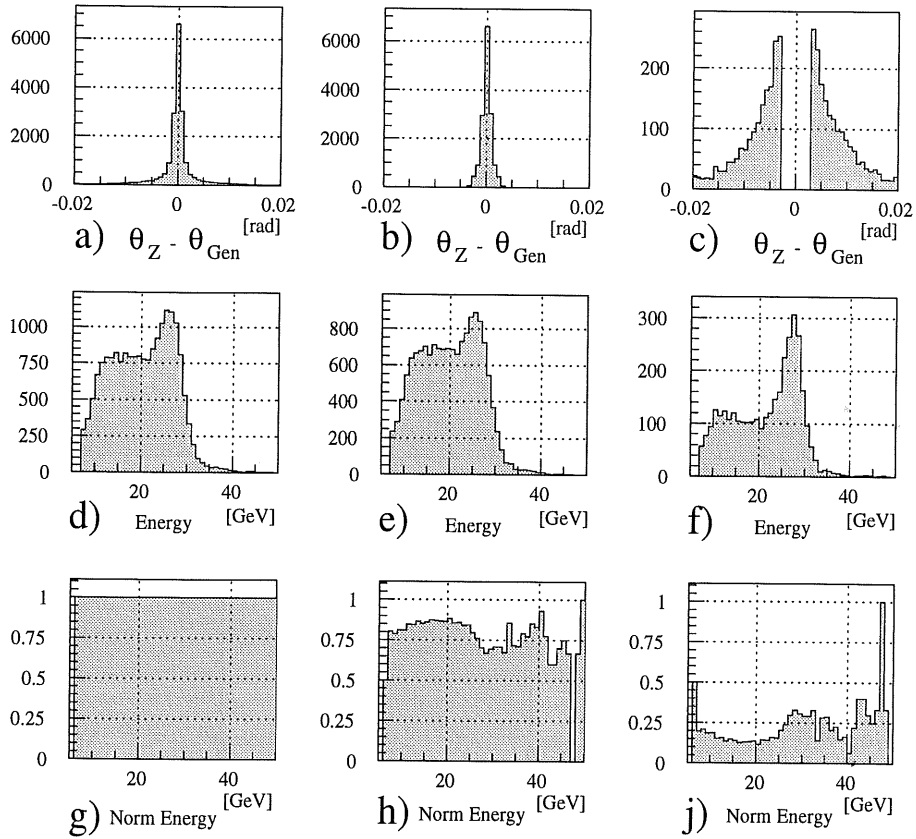 6000
4000
2000
0
-0.02 0 0.02
[rad]
a) θ_Z - θ_Gen
6000
4000
2000
0
-0.02 0 0.02
[rad]
b) θ_Z - θ_Gen
200
100
0
-0.02 0 0.02
[rad]
c) θ_Z - θ_Gen
1000
750
500
250
0
20 40
d) Energy [GeV]
800
600
400
200
0
20 40
e) Energy [GeV]
300
200
100
0
20 40
f) Energy [GeV]
1
0.75
0.5
0.25
0
20 40
[GeV]
g) Norm Energy
1
0.75
0.5
0.25
0
20 40
[GeV]
h) Norm Energy
1
0.75
0.5
0.25
0
20 40
[GeV]
j) Norm Energy